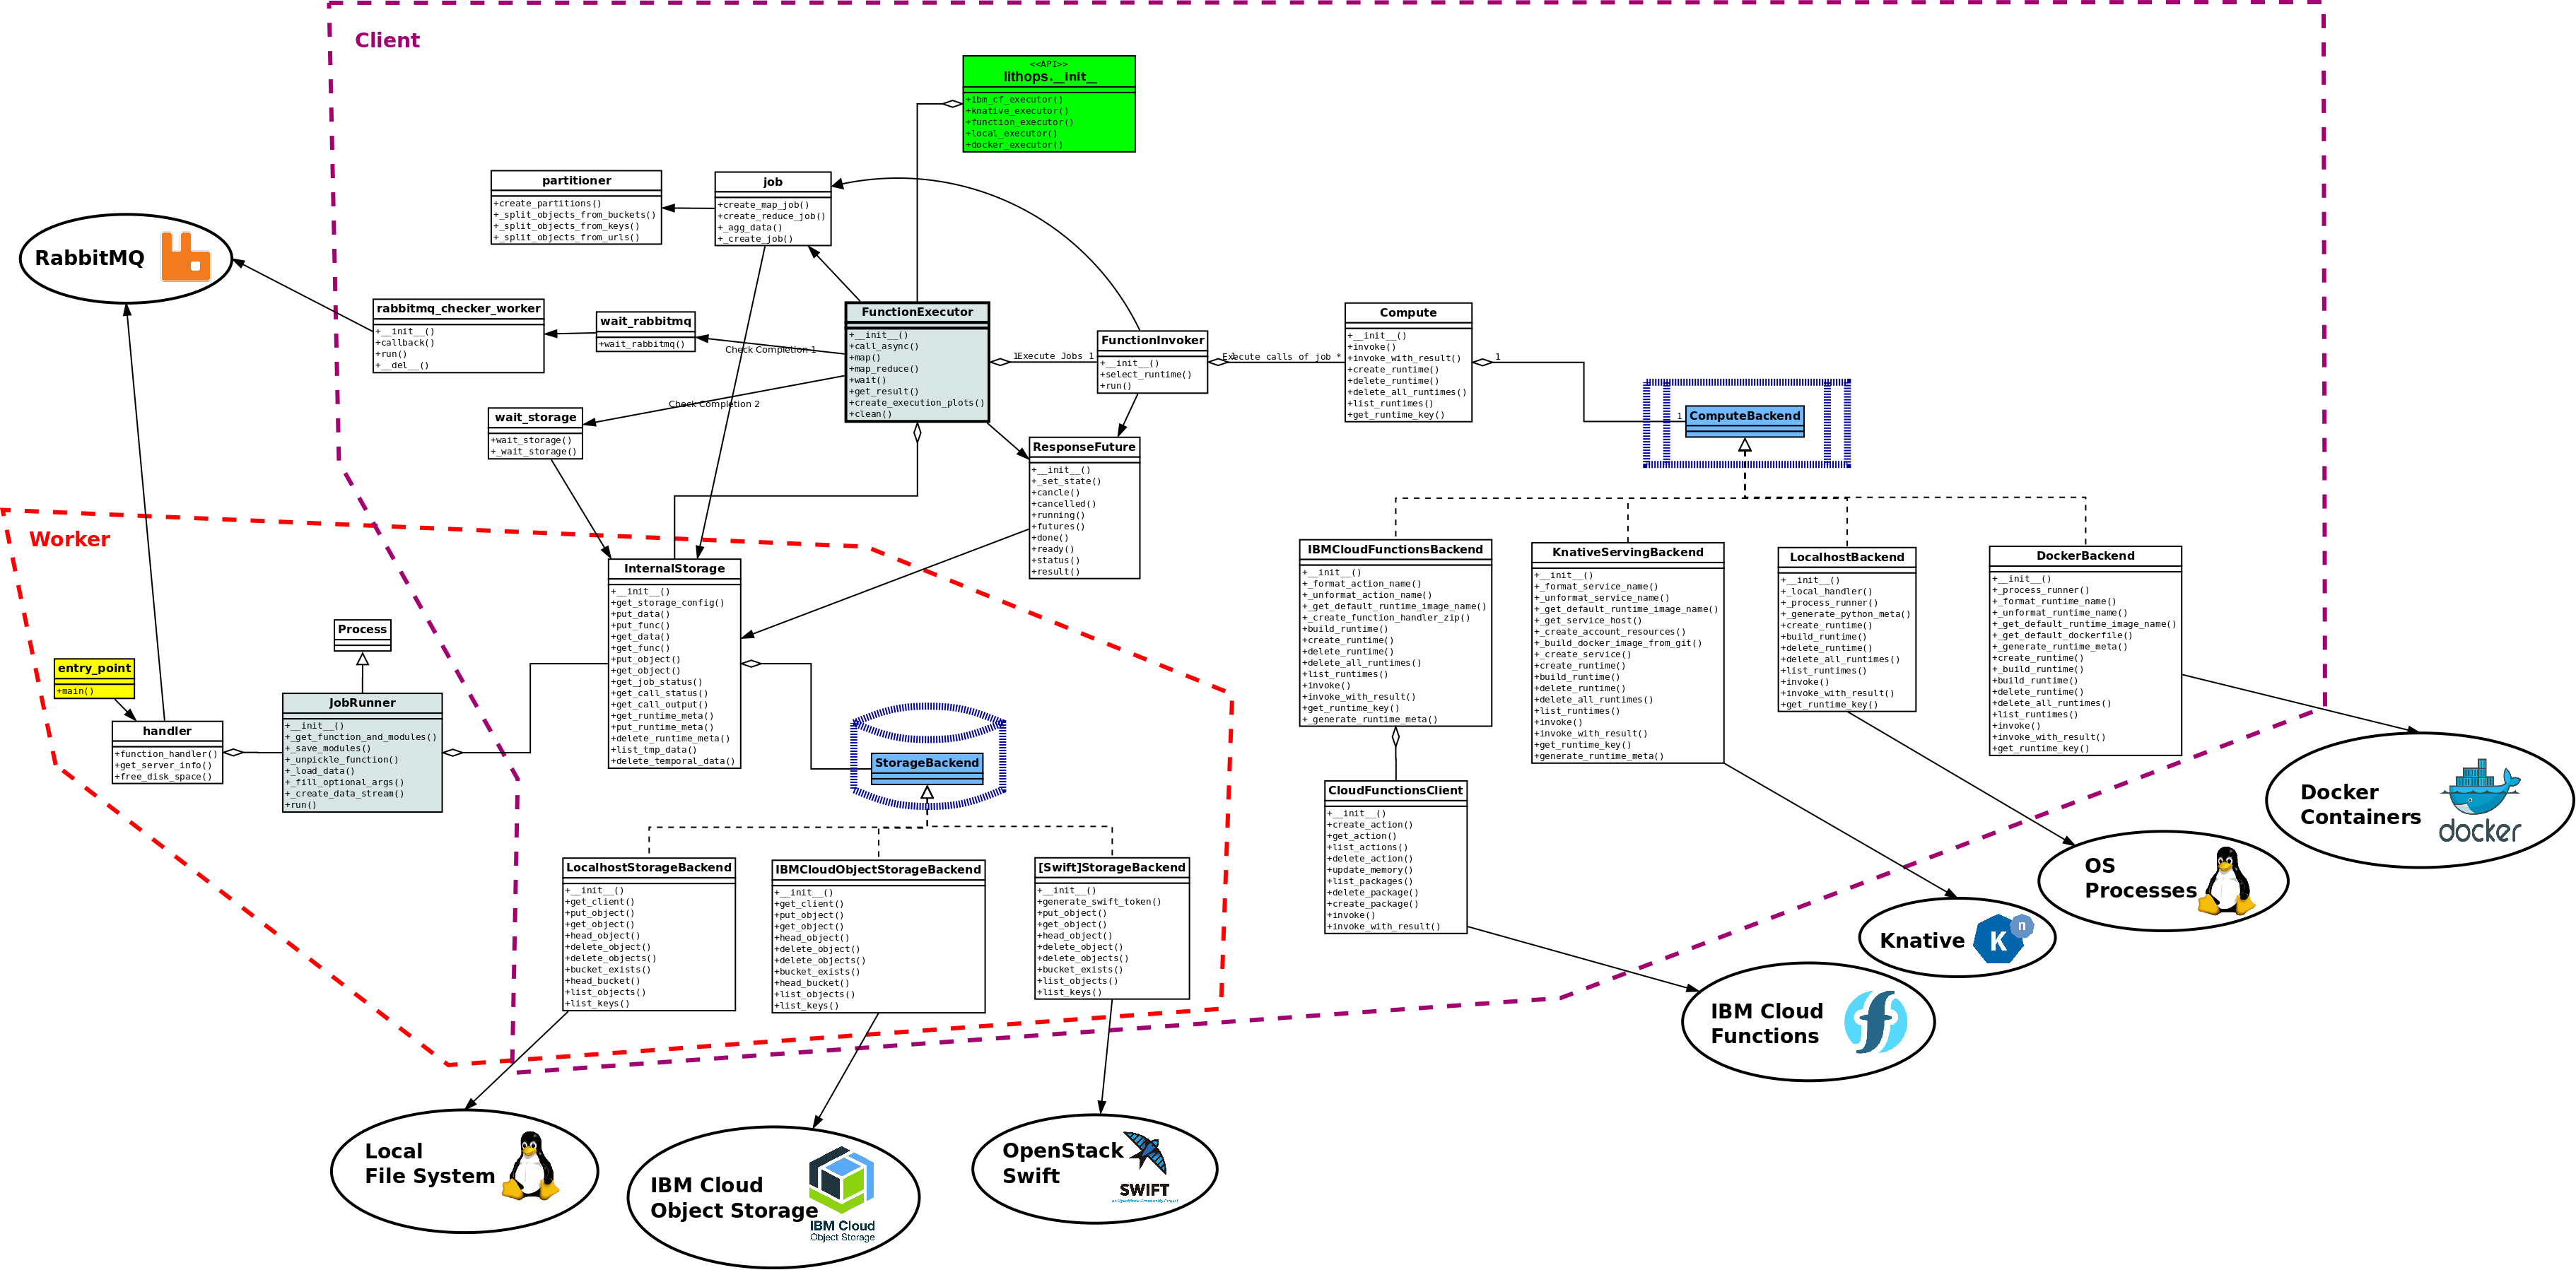 Client
<<API>>
lithops.__init__
+ibm_cf_executor()
+knative_executor()
+function_executor()
+local_executor()
+docker_executor()
partitioner
+create_partitions()
+_split_objects_from_buckets()
+_split_objects_from_keys()
+_split_objects_from_urls()
job
+create_map_job()
+create_reduce_job()
+_agg_data()
+_create_job()
RabbitMQ
rabbitmq_checker_worker
+__init__()
+callback()
+run()
+__del__()
wait_rabbitmq
+wait_rabbitmq()
Check Completion 1
FunctionExecutor
+__init__()
+call_async()
+map()
+map_reduce()
+wait()
+get_result()
+create_execution_plots()
+clean()
1
Execute Jobs 1
FunctionInvoker
+__init__()
+select_runtime()
+run()
1
Execute calls of job *
Compute
+__init__()
+invoke()
+invoke_with_result()
+create_runtime()
+delete_runtime()
+delete_all_runtimes()
+list_runtimes()
+get_runtime_key()
1
1
ComputeBackend
wait_storage
+wait_storage()
+_wait_storage()
Check Completion 2
ResponseFuture
+__init__()
+_set_state()
+cancle()
+cancelled()
+running()
+futures()
+done()
+ready()
+status()
+result()
Worker
InternalStorage
+__init__()
+get_storage_config()
+put_data()
+put_func()
+get_data()
+get_func()
+put_object()
+get_object()
+get_job_status()
+get_call_status()
+get_call_output()
+get_runtime_meta()
+put_runtime_meta()
+delete_runtime_meta()
+list_tmp_data()
+delete_temporal_data()
IBMCloudFunctionsBackend
+__init__()
+_format_action_name()
+_unformat_action_name()
+_get_default_runtime_image_name()
+_create_function_handler_zip()
+build_runtime()
+create_runtime()
+delete_runtime()
+delete_all_runtimes()
+list_runtimes()
+invoke()
+invoke_with_result()
+get_runtime_key()
+_generate_runtime_meta()
KnativeServingBackend
+__init__()
+_format_service_name()
+_unformat_service_name()
+_get_default_runtime_image_name()
+_get_service_host()
+_create_account_resources()
+_build_docker_image_from_git()
+_create_service()
+create_runtime()
+build_runtime()
+delete_runtime()
+delete_all_runtimes()
+list_runtimes()
+invoke()
+invoke_with_result()
+get_runtime_key()
+generate_runtime_meta()
LocalhostBackend
+__init__()
+_local_handler()
+_process_runner()
+_generate_python_meta()
+create_runtime()
+build_runtime()
+delete_runtime()
+delete_all_runtimes()
+list_runtimes()
+invoke()
+invoke_with_result()
+get_runtime_key()
DockerBackend
+__init__()
+_process_runner()
+_format_runtime_name()
+_unformat_runtime_name()
+_get_default_runtime_image_name()
+_get_default_dockerfile()
+_generate_runtime_meta()
+create_runtime()
+_build_runtime()
+build_runtime()
+delete_runtime()
+delete_all_runtimes()
+list_runtimes()
+invoke()
+invoke_with_result()
+get_runtime_key()
Process
entry_point
+main()
handler
+function_handler()
+get_server_info()
+free_disk_space()
JobRunner
+__init__()
+_get_function_and_modules()
+_save_modules()
+_unpickle_function()
+_load_data()
+_fill_optional_args()
+_create_data_stream()
+run()
StorageBackend
CloudFunctionsClient
+__init__()
+create_action()
+get_action()
+list_actions()
+delete_action()
+update_memory()
+list_packages()
+delete_package()
+create_package()
+invoke()
+invoke_with_result()
LocalhostStorageBackend
+__init__()
+get_client()
+put_object()
+get_object()
+head_object()
+delete_object()
+delete_objects()
+bucket_exists()
+head_bucket()
+list_objects()
+list_keys()
IBMCloudObjectStorageBackend
+__init__()
+get_client()
+put_object()
+get_object()
+head_object()
+delete_object()
+delete_objects()
+bucket_exists()
+head_bucket()
+list_objects()
+list_keys()
[Swift]StorageBackend
+__init__()
+generate_swift_token()
+put_object()
+get_object()
+head_object()
+delete_object()
+delete_objects()
+bucket_exists()
+list_objects()
+list_keys()
Docker
Containers
docker
OS
Processes
Knative
K
n
IBM Cloud
Functions
f
Local
File System
IBM Cloud
Object Storage
IBM Cloud
Object Storage
OpenStack
Swift
SWIFT